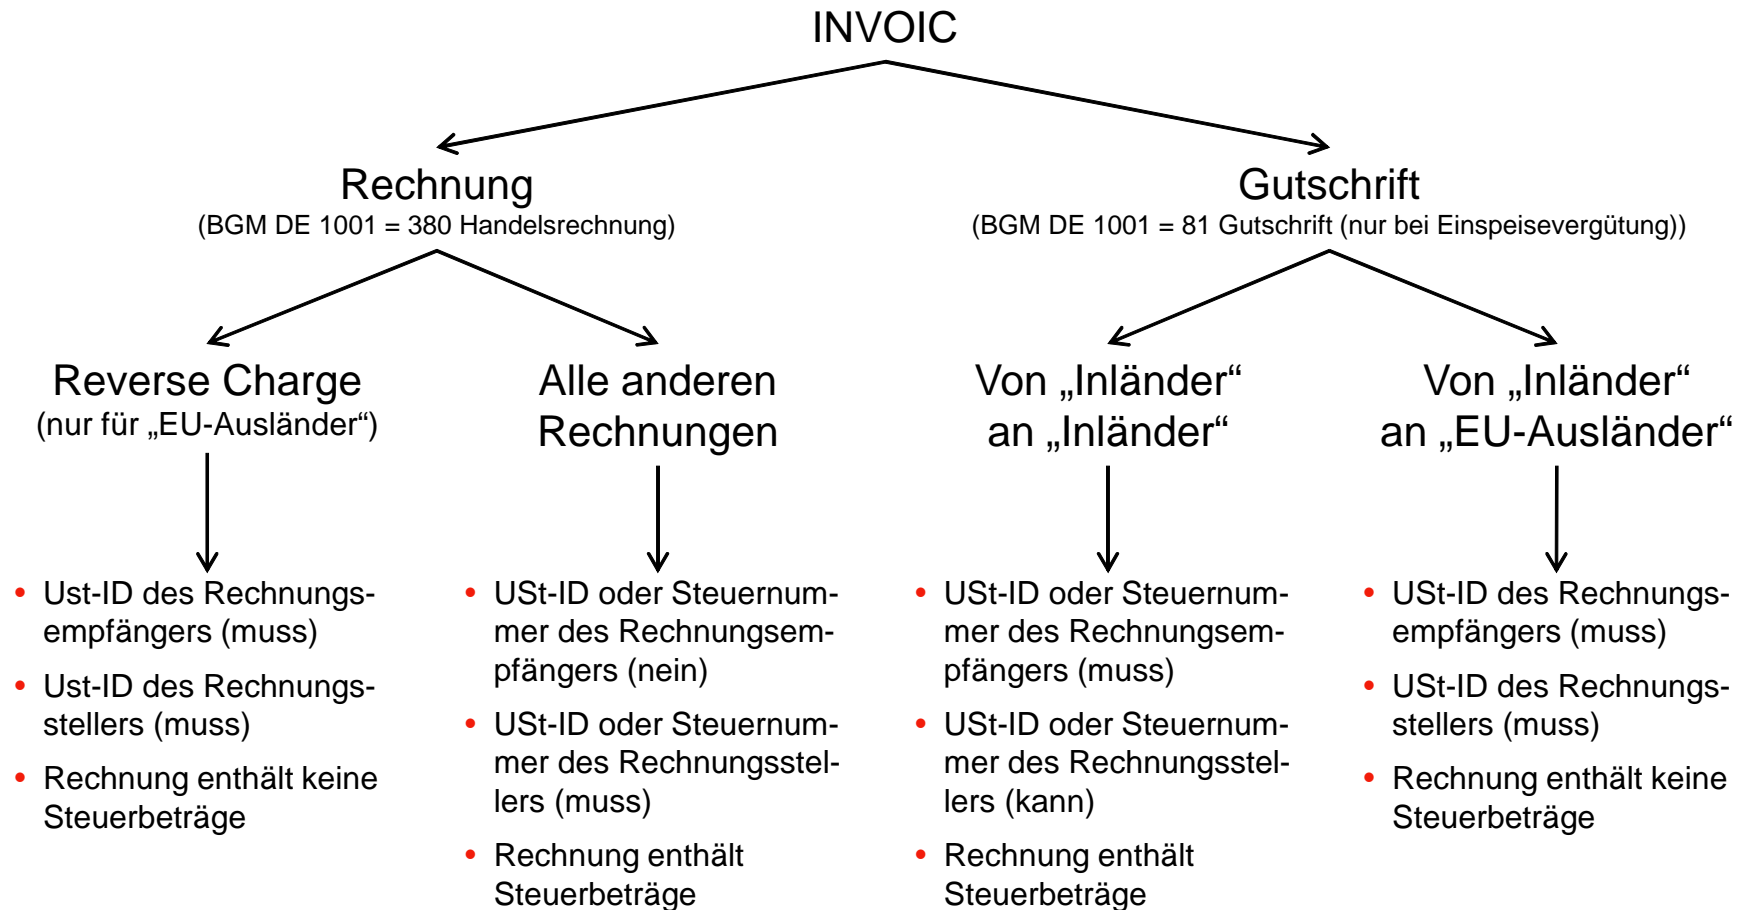 INVOIC
Rechnung
(BGM DE 1001 = 380 Handelsrechnung)
Gutschrift
(BGM DE 1001 = 81 Gutschrift (nur bei Einspeisevergütung))
Reverse Charge
(nur für „EU-Ausländer“)
Alle anderen
Rechnungen
Von „Inländer“
an „Inländer“
Von „Inländer“
an „EU-Ausländer“
• Ust-ID des Rechnungs-
empfängers (muss)
• Ust-ID des Rechnungs-
stellers (muss)
• Rechnung enthält keine
Steuerbeträge
• USt-ID oder Steuernum-
mer des Rechnungsem-
pfängers (nein)
• USt-ID oder Steuernum-
mer des Rechnungsstel-
lers (muss)
• Rechnung enthält
Steuerbeträge
• USt-ID oder Steuernum-
mer des Rechnungsem-
pfängers (muss)
• USt-ID oder Steuernum-
mer des Rechnungsstel-
lers (kann)
• Rechnung enthält
Steuerbeträge
• USt-ID des Rechnungs-
empfängers (muss)
• USt-ID des Rechnungs-
stellers (muss)
• Rechnung enthält keine
Steuerbeträge